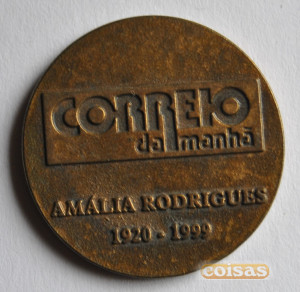 CORREIO
da manhã
AMÁLIA RODRIGUES
1920 - 1999
coisas